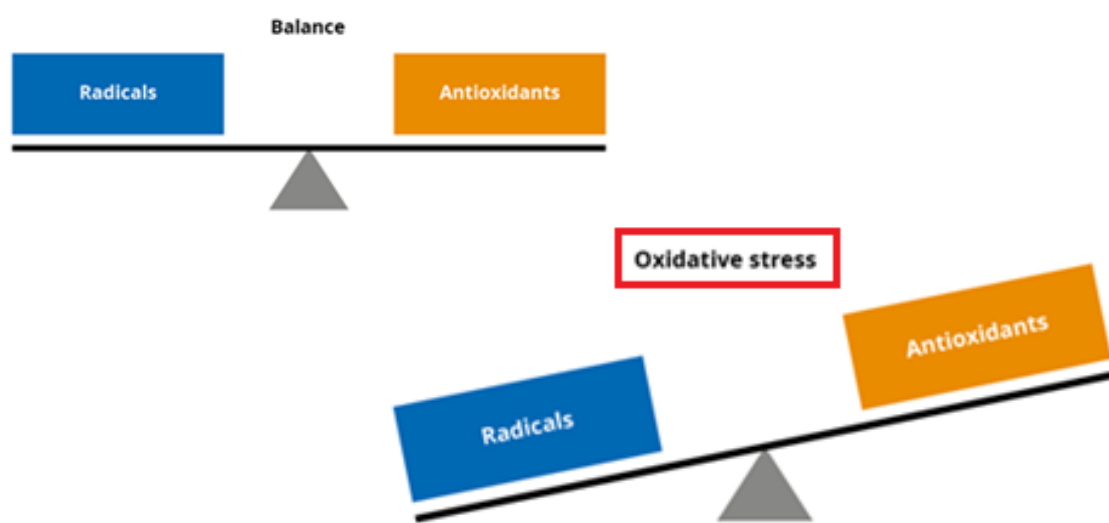 Balance
Radicals
Antioxidants
Oxidative stress
Antioxidants
Radicals